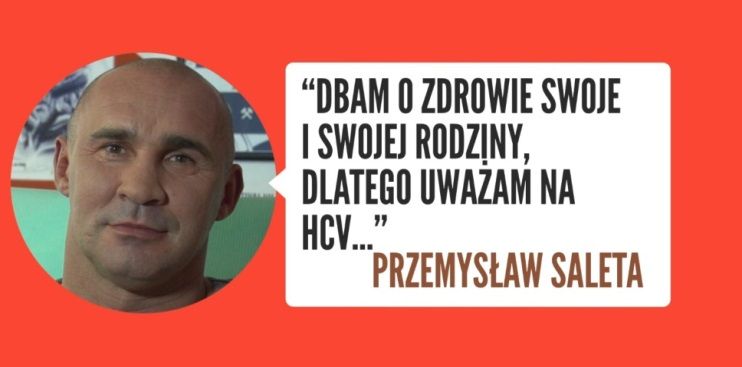 “DBAM O ZDROWIE SWOJE
I SWOJEJ RODZINY,
DLATEGO UWAŻAM NA
HCV...”
PRZEMYSŁAW SALETA